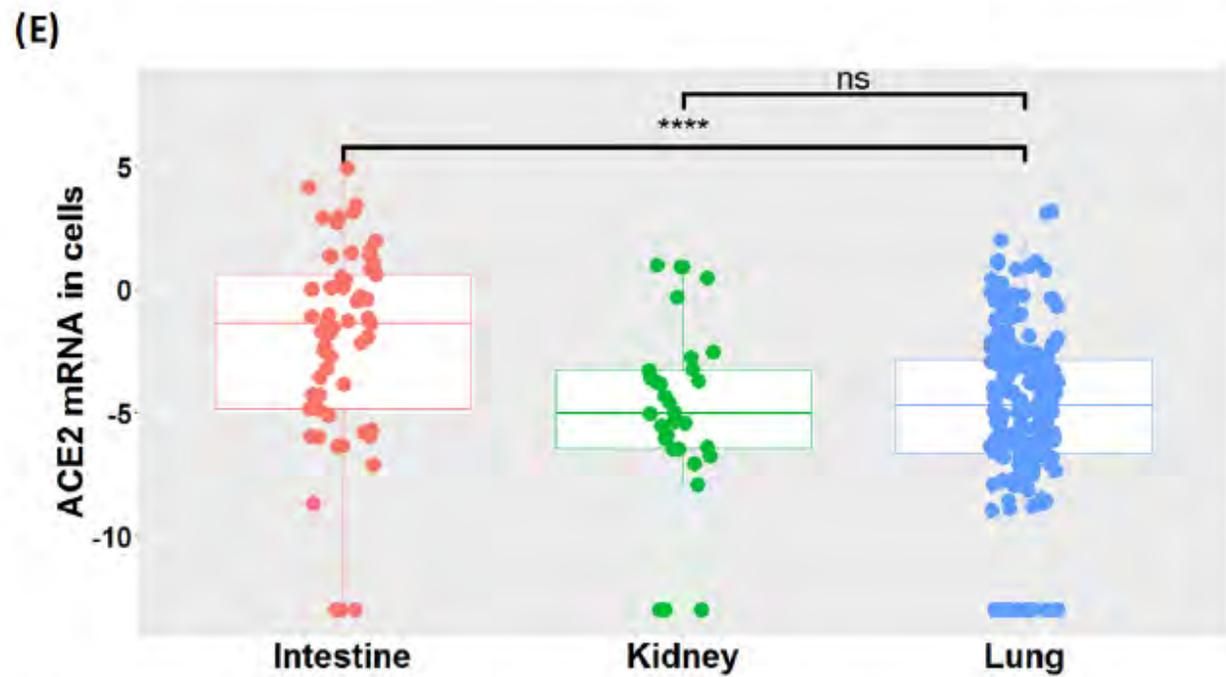 (E)
ns
****
ACE2 mRNA in cells
5
0
-5
-10
Intestine Kidney Lung